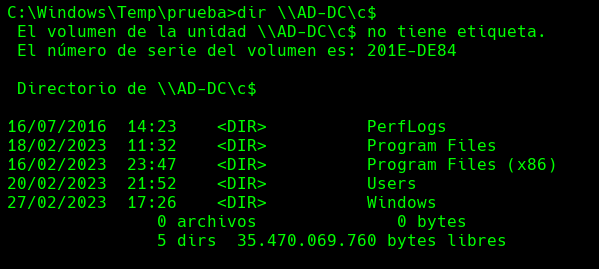 C:\Windows\Temp\prueba>dir \\AD-DC\c$
El volumen de la unidad \\AD-DC\c$ no tiene etiqueta.
El número de serie del volumen es: 201E-DE84
Directorio de \\AD-DC\c$
16/07/2016  14:23    <DIR>          PerfLogs
18/02/2023  11:32    <DIR>          Program Files
16/02/2023  23:47    <DIR>          Program Files (x86)
20/02/2023  21:52    <DIR>          Users
27/02/2023  17:26    <DIR>          Windows
0 archivos              0 bytes
5 dirs  35.470.069.760 bytes libres